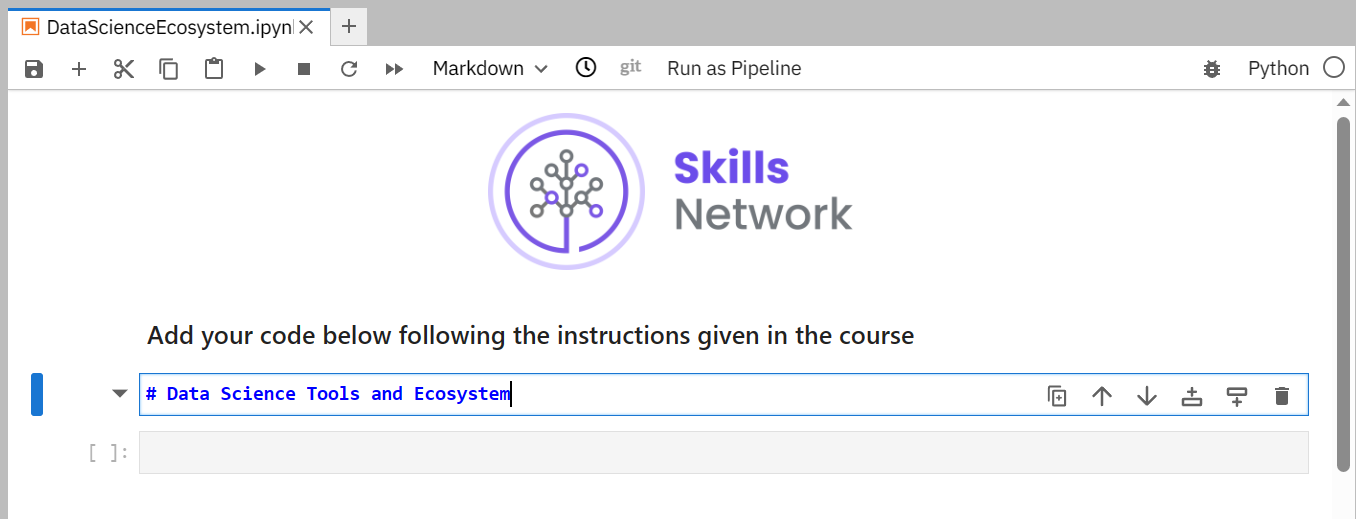 DataScienceEcosystem.ipyn
Markdown
git
Run as Pipeline
Python
Skills
Network
Add your code below following the instructions given in the course
# Data Science Tools and Ecosystem
[ ]: